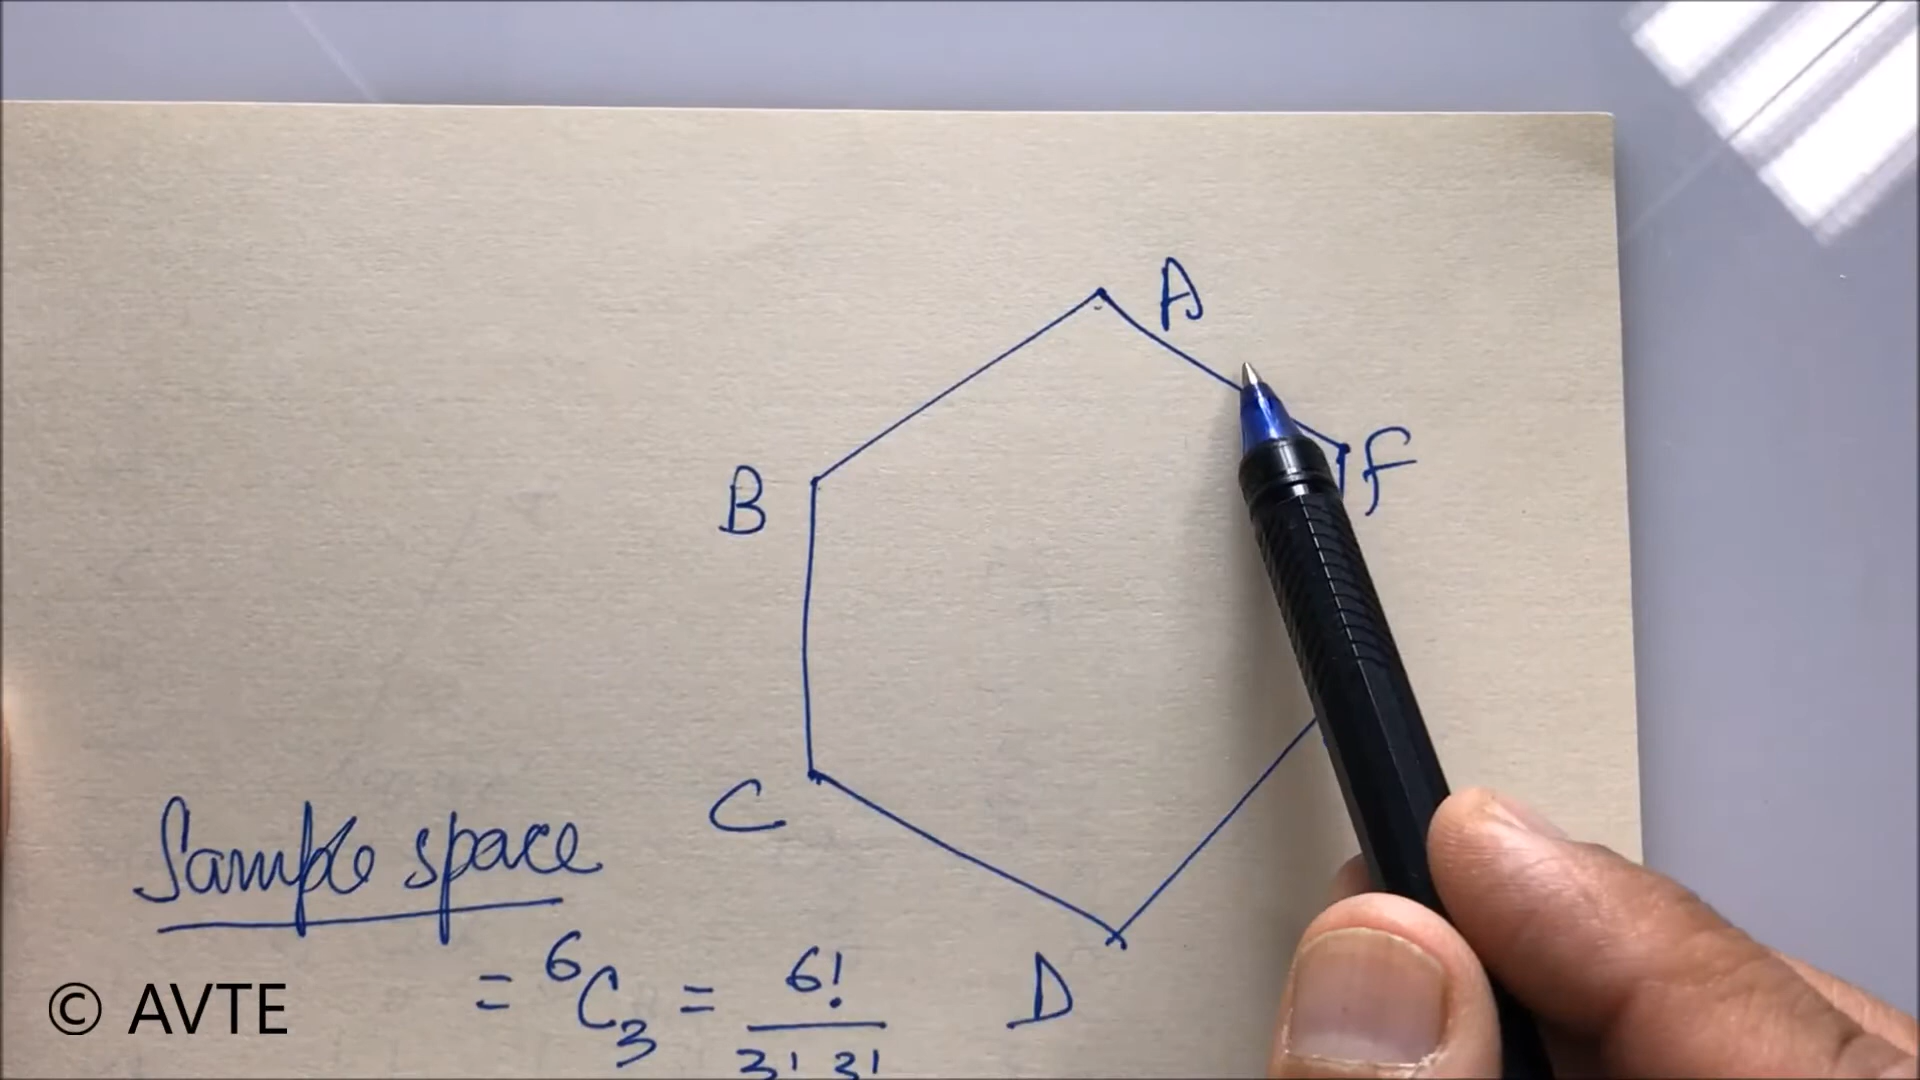 A
F
B
C
Sample space
D
= ⁶C₃ = 6! / 3! 3!
© AVTE